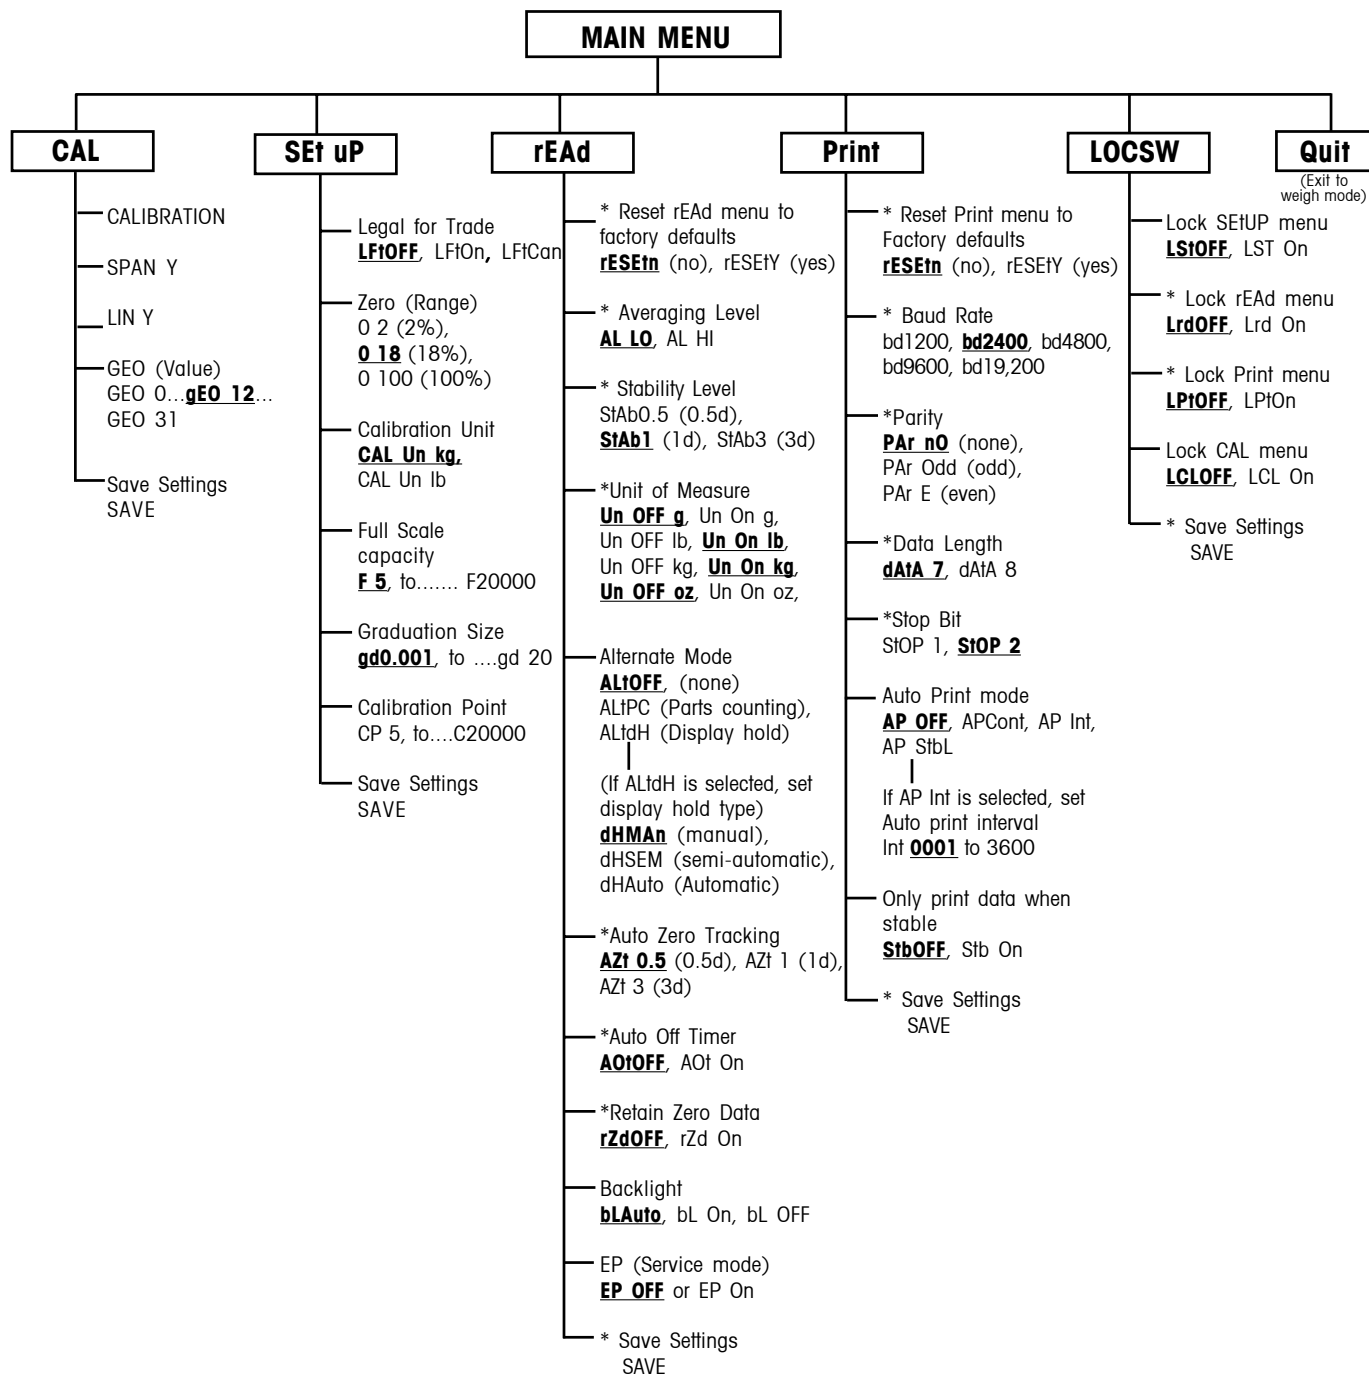 MAIN MENU
CAL
CALIBRATION
SPAN Y
LIN Y
GEO (Value)
GEO 0...gEO 12...
GEO 31
Save Settings
SAVE
SEt uP
Legal for Trade
LFtOFF, LFtOn, LFtCan
Zero (Range)
0 2 (2%),
0 18 (18%),
0 100 (100%)
Calibration Unit
CAL Un kg,
CAL Un lb
Full Scale
capacity
F 5, to....... F20000
Graduation Size
gd0.001, to ....gd 20
Calibration Point
CP 5, to....C20000
Save Settings
SAVE
rEAd
* Reset rEAd menu to
factory defaults
rESEtn (no), rESEtY (yes)
* Averaging Level
AL LO, AL HI
* Stability Level
StAb0.5 (0.5d),
StAb1 (1d), StAb3 (3d)
*Unit of Measure
Un OFF g, Un On g,
Un OFF lb, Un On lb,
Un OFF kg, Un On kg,
Un OFF oz, Un On oz,
Alternate Mode
ALtOFF, (none)
ALtPC (Parts counting),
ALtdH (Display hold)
(If ALtdH is selected, set
display hold type)
dHMAn (manual),
dHSEM (semi-automatic),
dHAuto (Automatic)
*Auto Zero Tracking
AZt 0.5 (0.5d), AZt 1 (1d),
AZt 3 (3d)
*Auto Off Timer
AOtOFF, AOt On
*Retain Zero Data
rZdOFF, rZd On
Backlight
bLAuto, bL On, bL OFF
EP (Service mode)
EP OFF or EP On
* Save Settings
SAVE
Print
* Reset Print menu to
Factory defaults
rESEtn (no), rESEtY (yes)
* Baud Rate
bd1200, bd2400, bd4800,
bd9600, bd19,200
*Parity
PAr nO (none),
PAr Odd (odd),
PAr E (even)
*Data Length
dAtA 7, dAtA 8
*Stop Bit
StOP 1, StOP 2
Auto Print mode
AP OFF, APCont, AP Int,
AP StbL
If AP Int is selected, set
Auto print interval
Int 0001 to 3600
Only print data when
stable
StbOFF, Stb On
* Save Settings
SAVE
LOCSW
Lock SEtUP menu
LStOFF, LST On
* Lock rEAd menu
LrdOFF, Lrd On
* Lock Print menu
LPtOFF, LPtOn
Lock CAL menu
LCLOFF, LCL On
* Save Settings
SAVE
Quit
(Exit to
weigh mode)